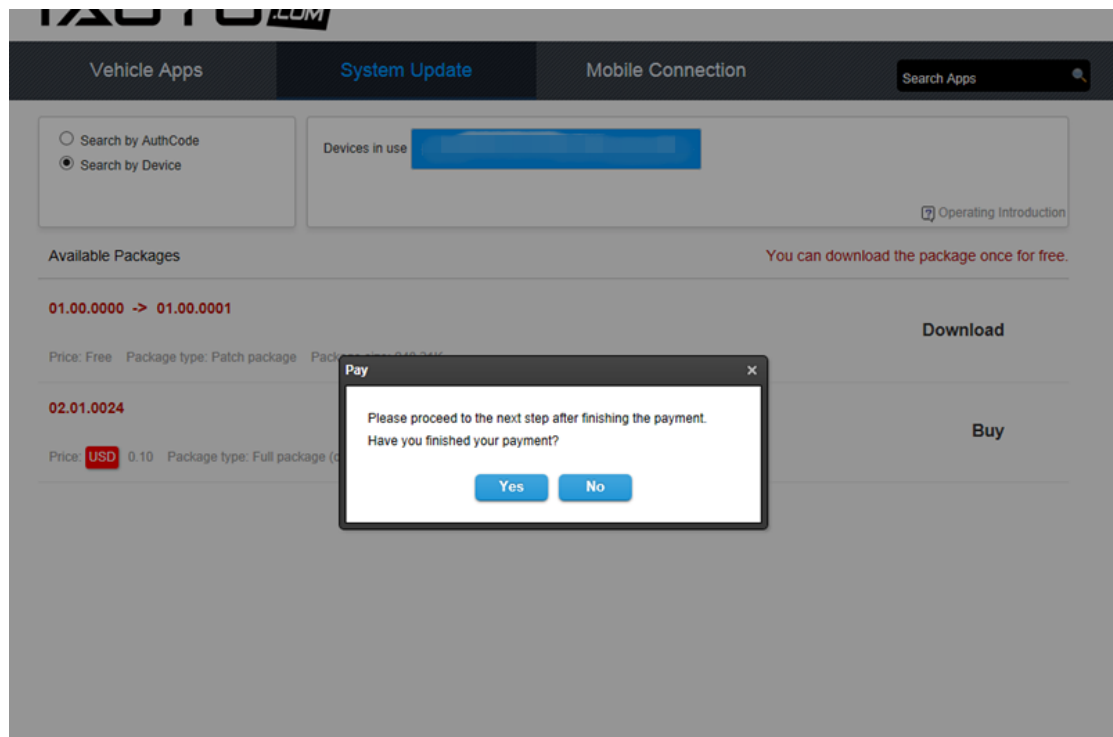 .COM
Vehicle Apps
System Update
Mobile Connection
Search Apps
Search by AuthCode
Search by Device
Devices in use
Operating Introduction
Available Packages
You can download the package once for free.
01.00.0000 -> 01.00.0001
Download
Price: Free Package type: Patch package
Pay
Please proceed to the next step after finishing the payment.
Have you finished your payment?
Yes
No
02.01.0024
Buy
Price: USD 0.10 Package type: Full package